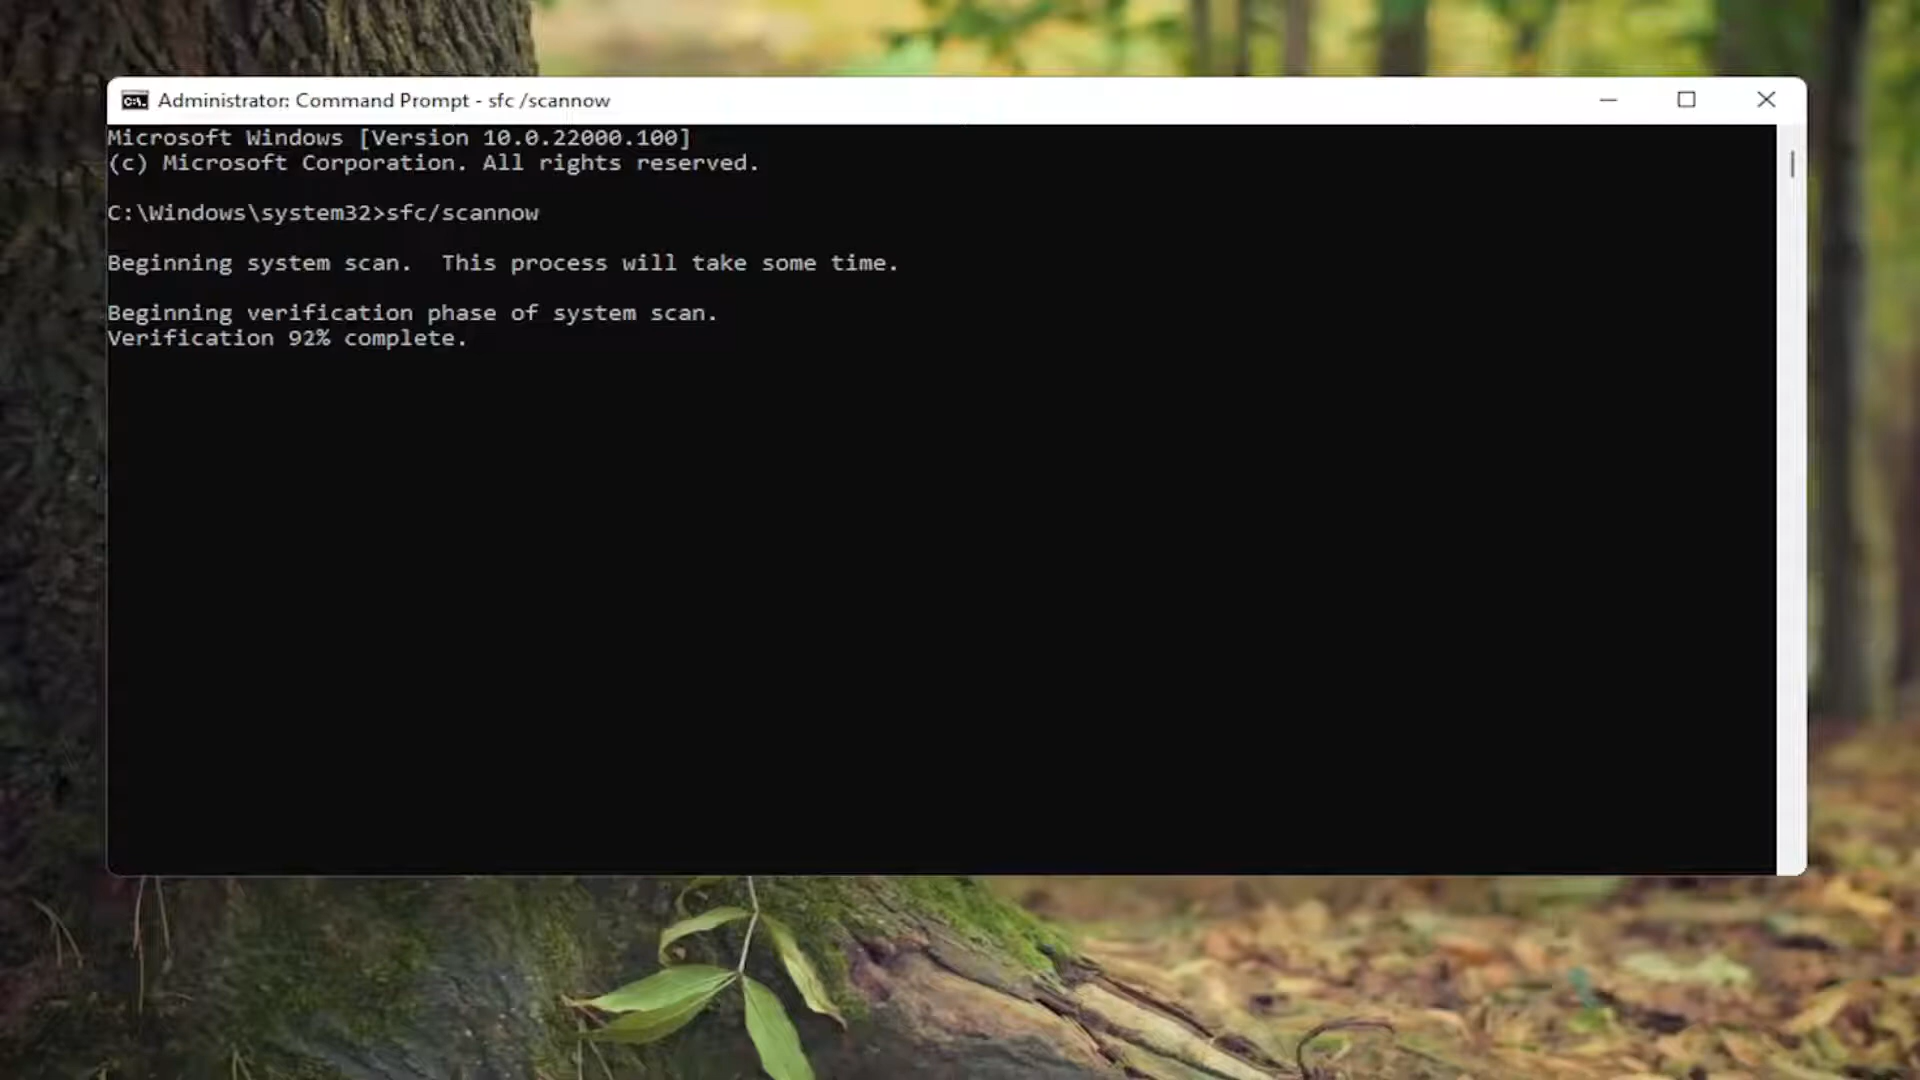 Administrator: Command Prompt - sfc /scannow
Microsoft Windows [Version 10.0.22000.100]
(c) Microsoft Corporation. All rights reserved.
C:\Windows\system32>sfc/scannow
Beginning system scan.  This process will take some time.
Beginning verification phase of system scan.
Verification 92% complete.